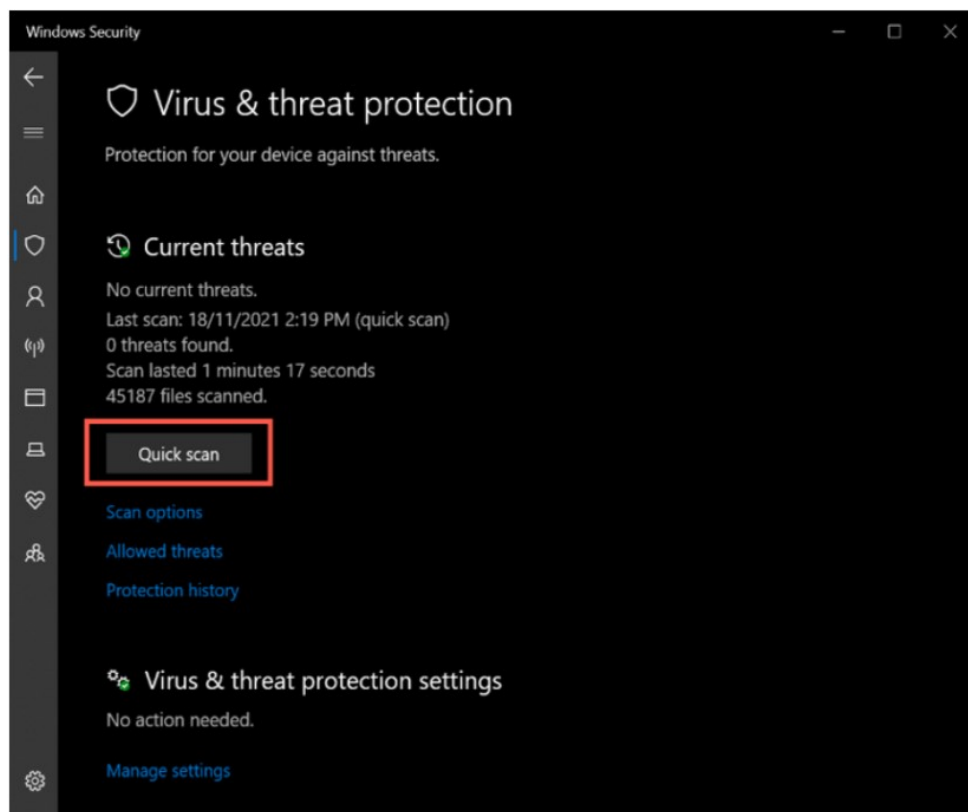 Windows Security
Virus & threat protection
Protection for your device against threats.
Current threats
No current threats.
Last scan: 18/11/2021 2:19 PM (quick scan)
0 threats found.
Scan lasted 1 minutes 17 seconds
45187 files scanned.
Quick scan
Scan options
Allowed threats
Protection history
Virus & threat protection settings
No action needed.
Manage settings